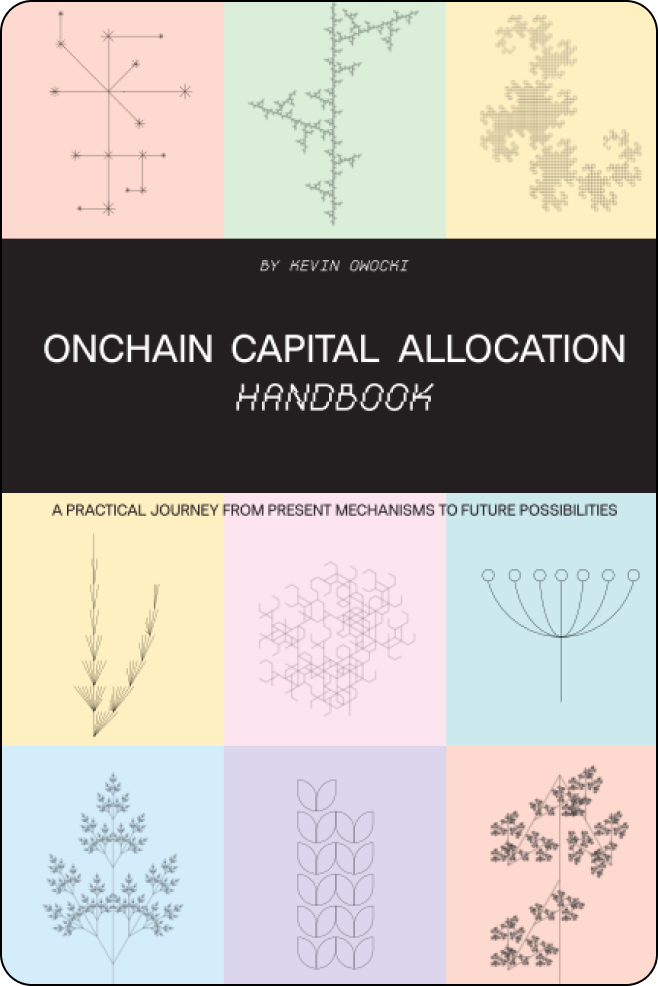 BY KEVIN OWOCKI
ONCHAIN CAPITAL ALLOCATION
HANDBOOK
A PRACTICAL JOURNEY FROM PRESENT MECHANISMS TO FUTURE POSSIBILITIES